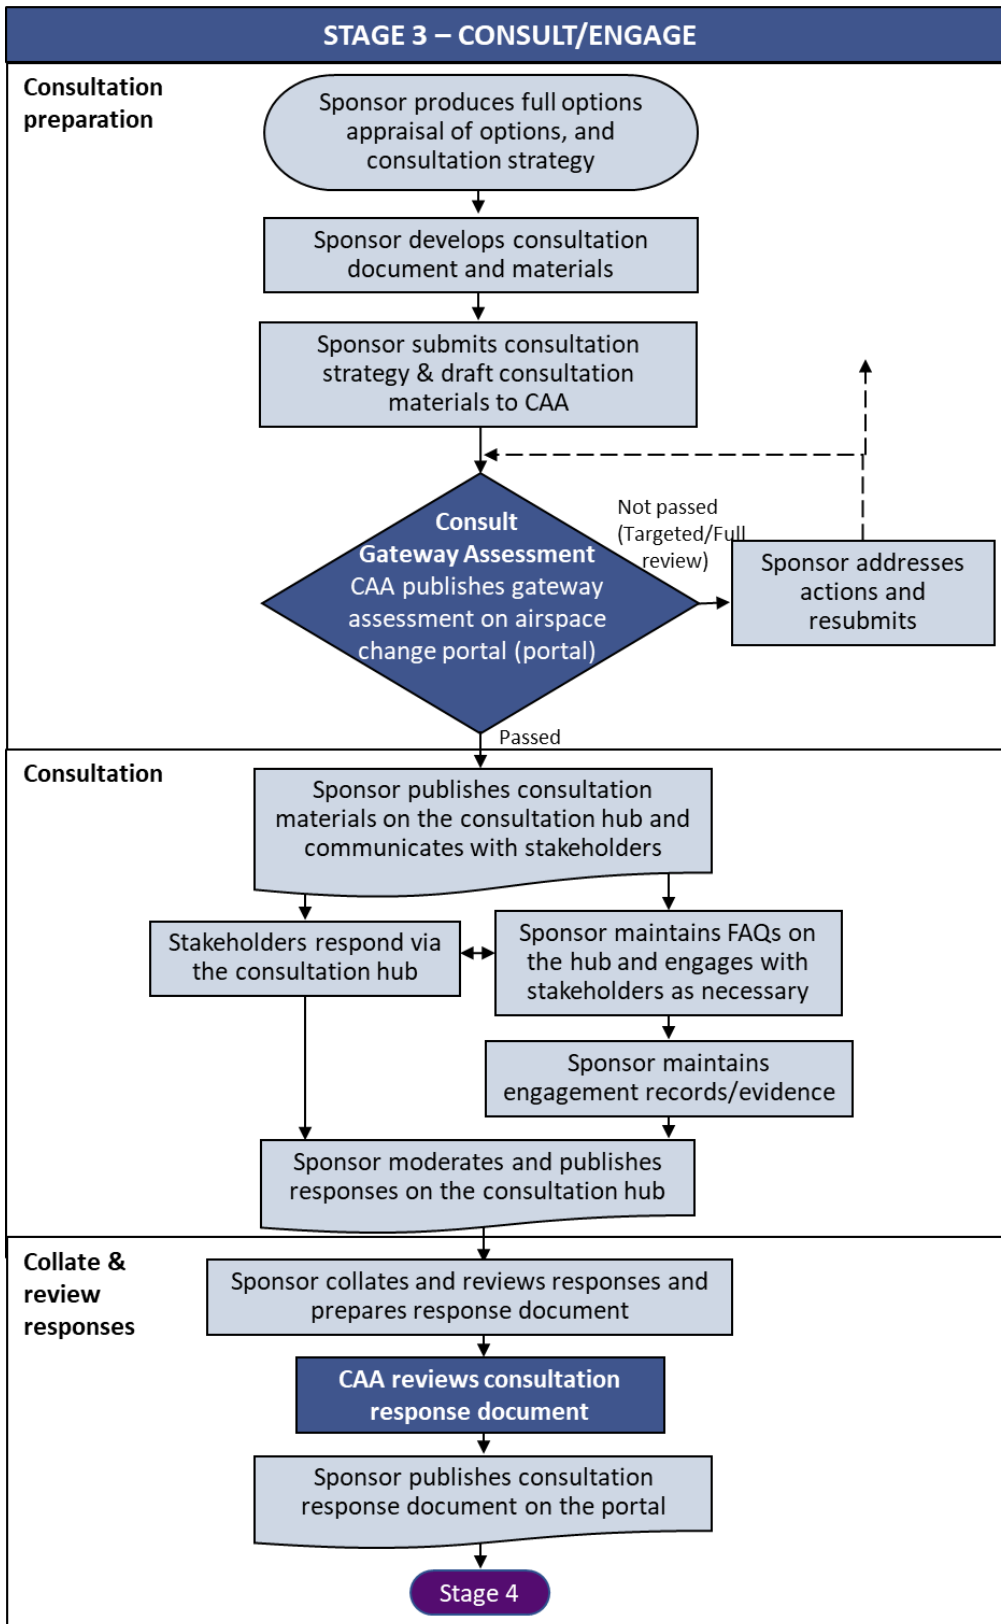 STAGE 3 – CONSULT/ENGAGE
Consultation
preparation
Sponsor produces full options
appraisal of options, and
consultation strategy
Sponsor develops consultation
document and materials
Sponsor submits consultation
strategy & draft consultation
materials to CAA
Consult
Gateway Assessment
CAA publishes gateway
assessment on airspace
change portal (portal)
Not passed
(Targeted/Full
review)
Sponsor addresses
actions and
resubmits
Passed
Consultation
Sponsor publishes consultation
materials on the consultation hub and
communicates with stakeholders
Stakeholders respond via
the consultation hub
Sponsor maintains FAQs on
the hub and engages with
stakeholders as necessary
Sponsor maintains
engagement records/evidence
Sponsor moderates and publishes
responses on the consultation hub
Collate &
review
responses
Sponsor collates and reviews responses and
prepares response document
CAA reviews consultation
response document
Sponsor publishes consultation
response document on the portal
Stage 4